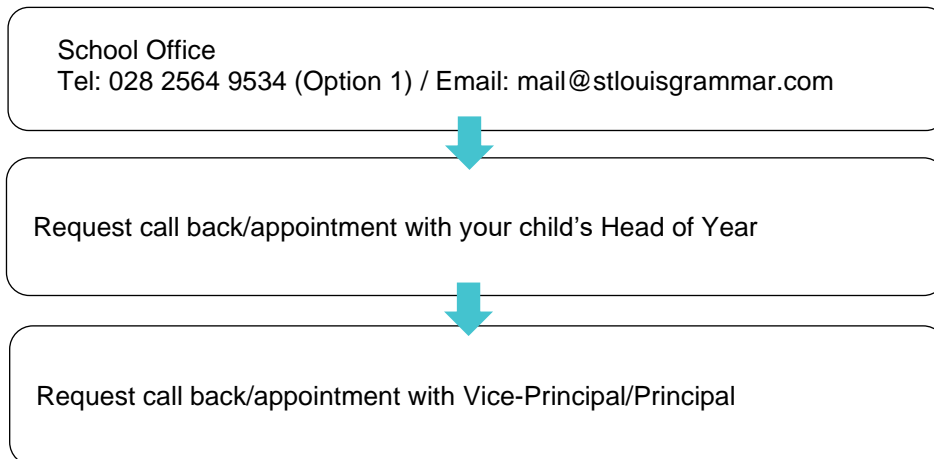 School Office
Tel: 028 2564 9534 (Option 1) / Email: mail@stlouisgrammar.com
Request call back/appointment with your child’s Head of Year
Request call back/appointment with Vice-Principal/Principal